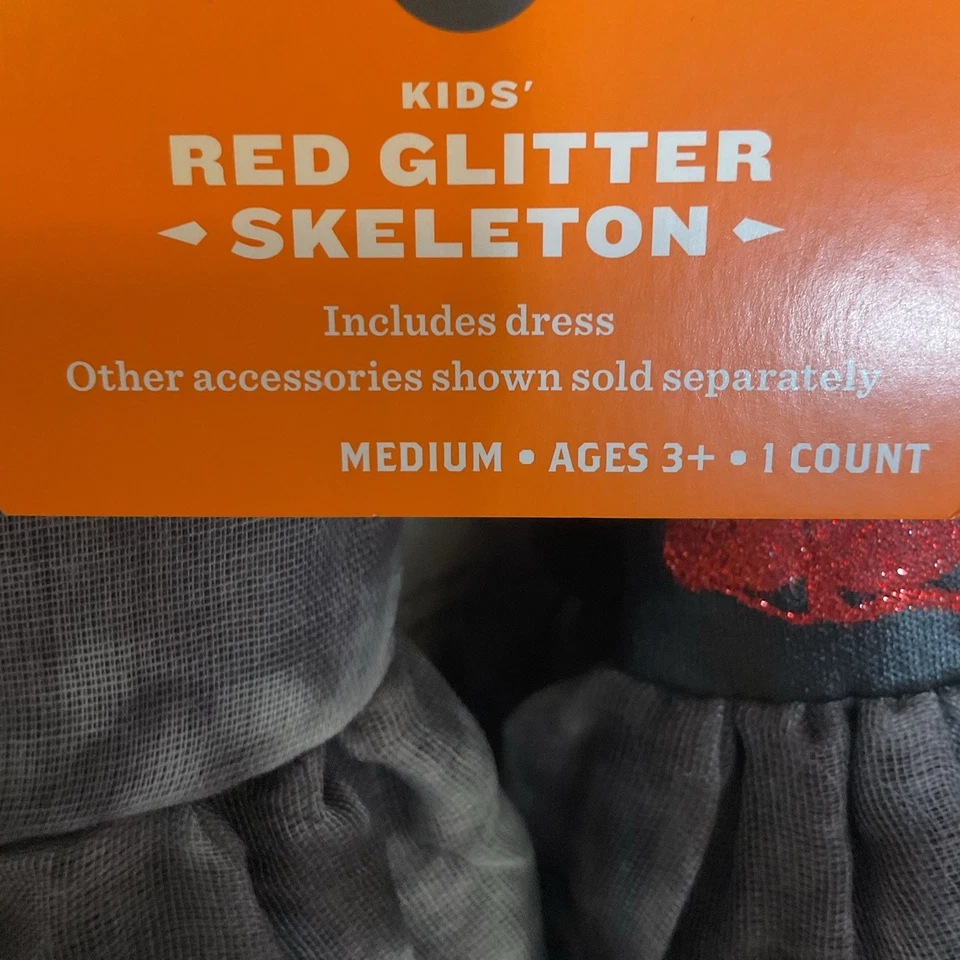 KIDS'
RED GLITTER
SKELETON
Includes dress
Other accessories shown sold separately
MEDIUM • AGES 3+ • 1 COUNT